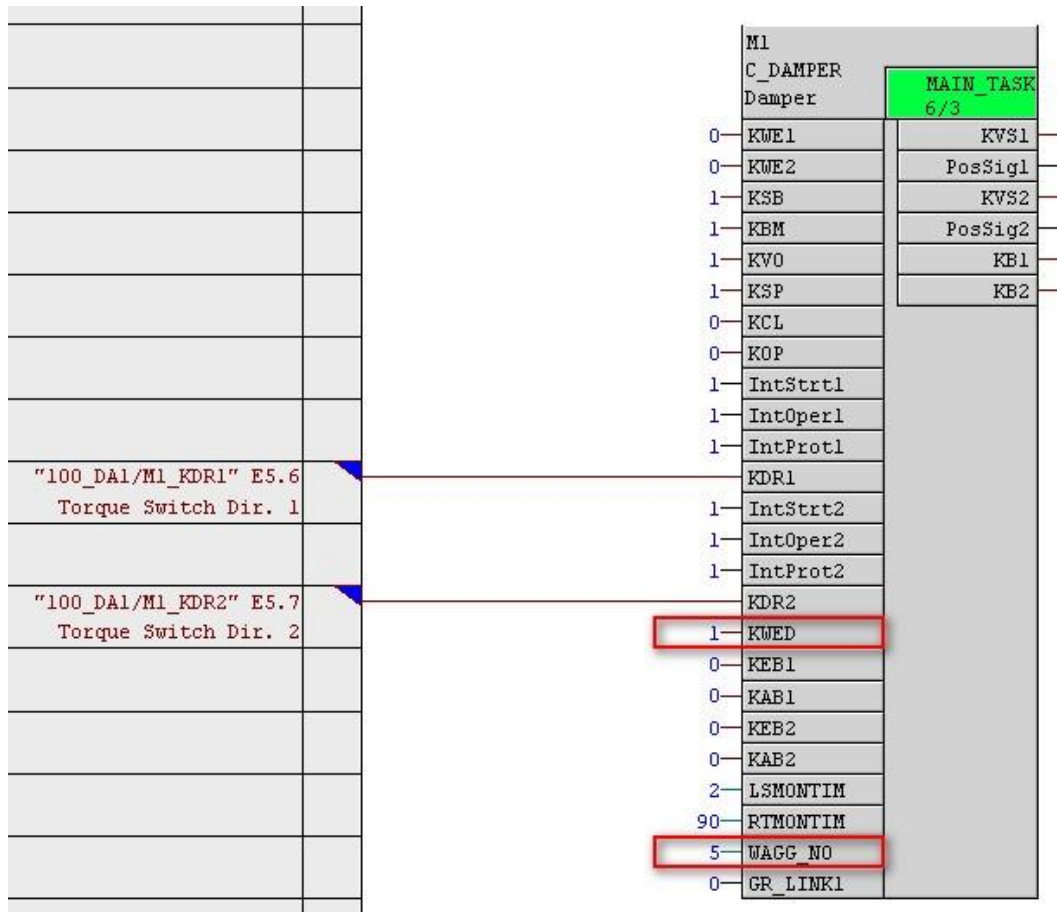 M1
C_DAMPER
Damper
MAIN_TASK
6/3
0 KWE1 KVS1
0 KWE2 PosSig1
1 KSB KVS2
1 KBM PosSig2
1 KVO KB1
1 KSP KB2
0 KCL
0 KOP
1 IntStrt1
1 IntOper1
1 IntProt1
"100_DA1/M1_KDR1" E5.6 KDR1
Torque Switch Dir. 1 1 IntStrt2
1 IntOper2
1 IntProt2
"100_DA1/M1_KDR2" E5.7 KDR2
Torque Switch Dir. 2 1 KWED
0 KEB1
0 KAB1
0 KEB2
0 KAB2
2 LSMONTIM
90 RTMONTIM
5 WAGG_NO
0 GR_LINK1